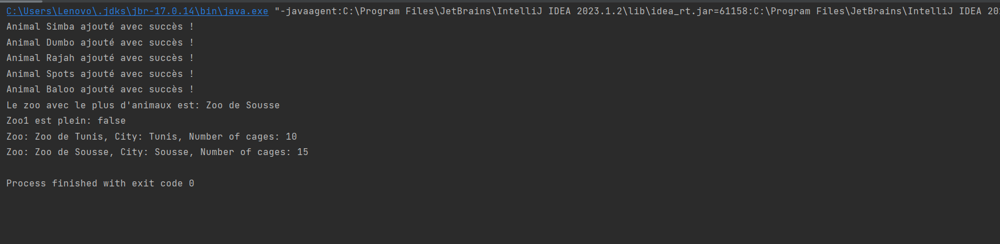 C:\Users\Lenovo\.jdks\jbr-17.0.14\bin\java.exe "-javaagent:C:\Program Files\JetBrains\IntelliJ IDEA 2023.1.2\lib\idea_rt.jar=61158:C:\Program Files\JetBrains\IntelliJ IDEA 20
Animal Simba ajouté avec succès !
Animal Dumbo ajouté avec succès !
Animal Rajah ajouté avec succès !
Animal Spots ajouté avec succès !
Animal Baloo ajouté avec succès !
Le zoo avec le plus d'animaux est: Zoo de Sousse
Zoo1 est plein: false
Zoo: Zoo de Tunis, City: Tunis, Number of cages: 10
Zoo: Zoo de Sousse, City: Sousse, Number of cages: 15
Process finished with exit code 0